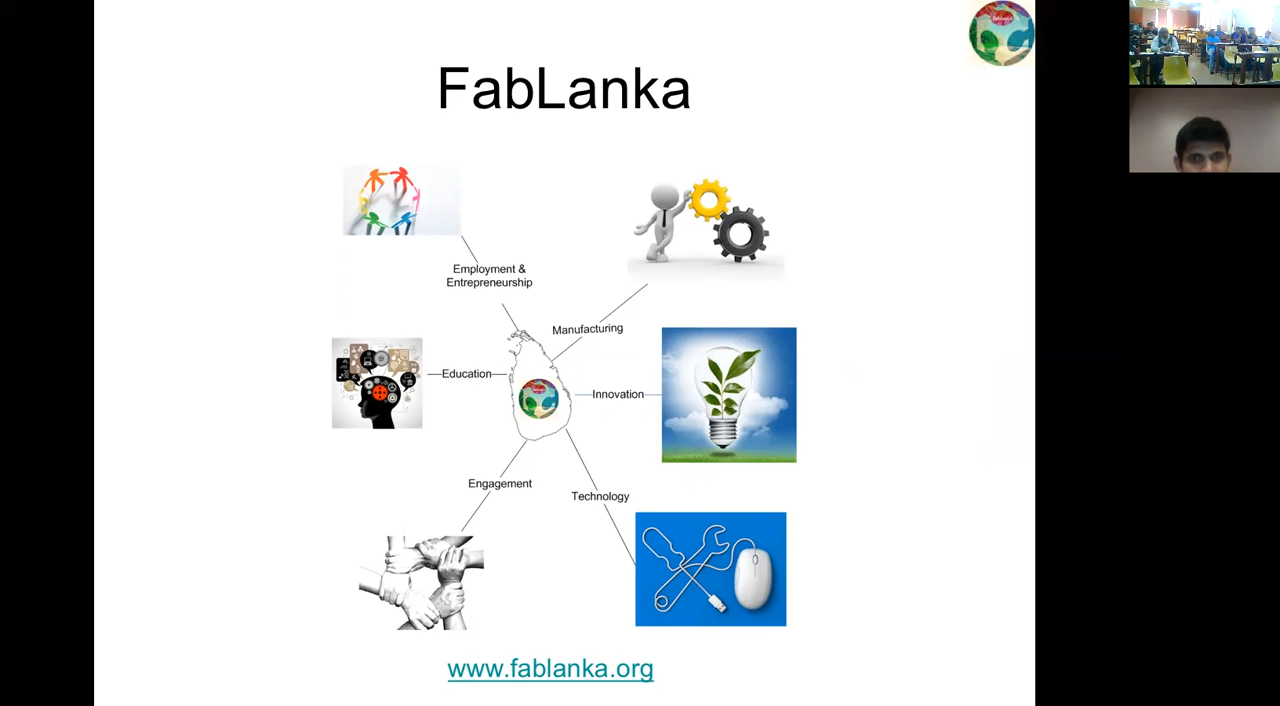 FabLanka
Employment &
Entrepreneurship
Manufacturing
Education
Innovation
Engagement
Technology
www.fablanka.org